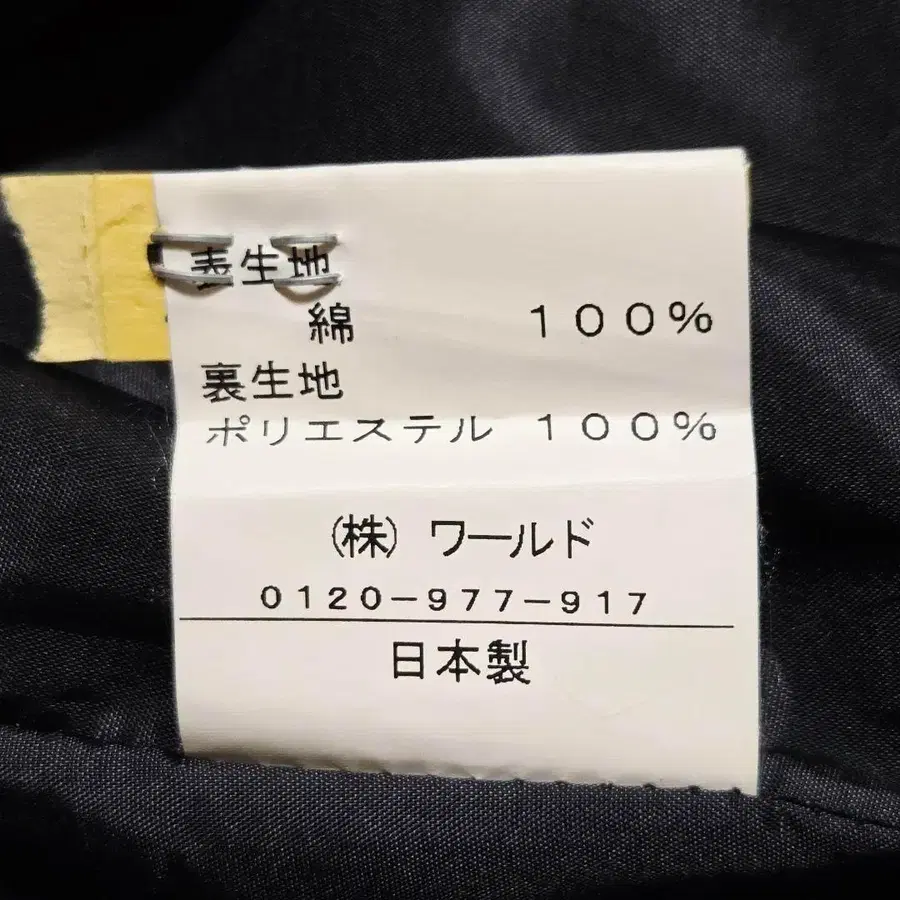 表生地
綿 100%
裏生地
ポリエステル 100%
(株) ワールド
0120-977-917
日本製